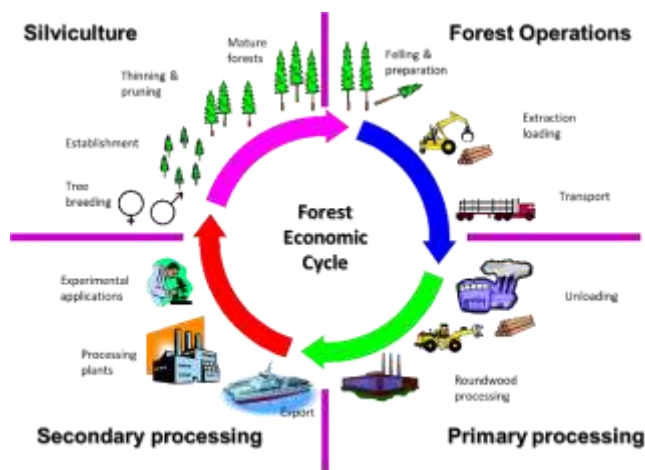 Silviculture
Forest Operations
Mature
forests
Felling &
preparation
Thinning &
pruning
Extraction
loading
Establishment
Tree
breeding
Transport
Forest
Economic
Cycle
Experimental
applications
Unloading
Processing
plants
Roundwood
processing
Export
Secondary processing
Primary processing